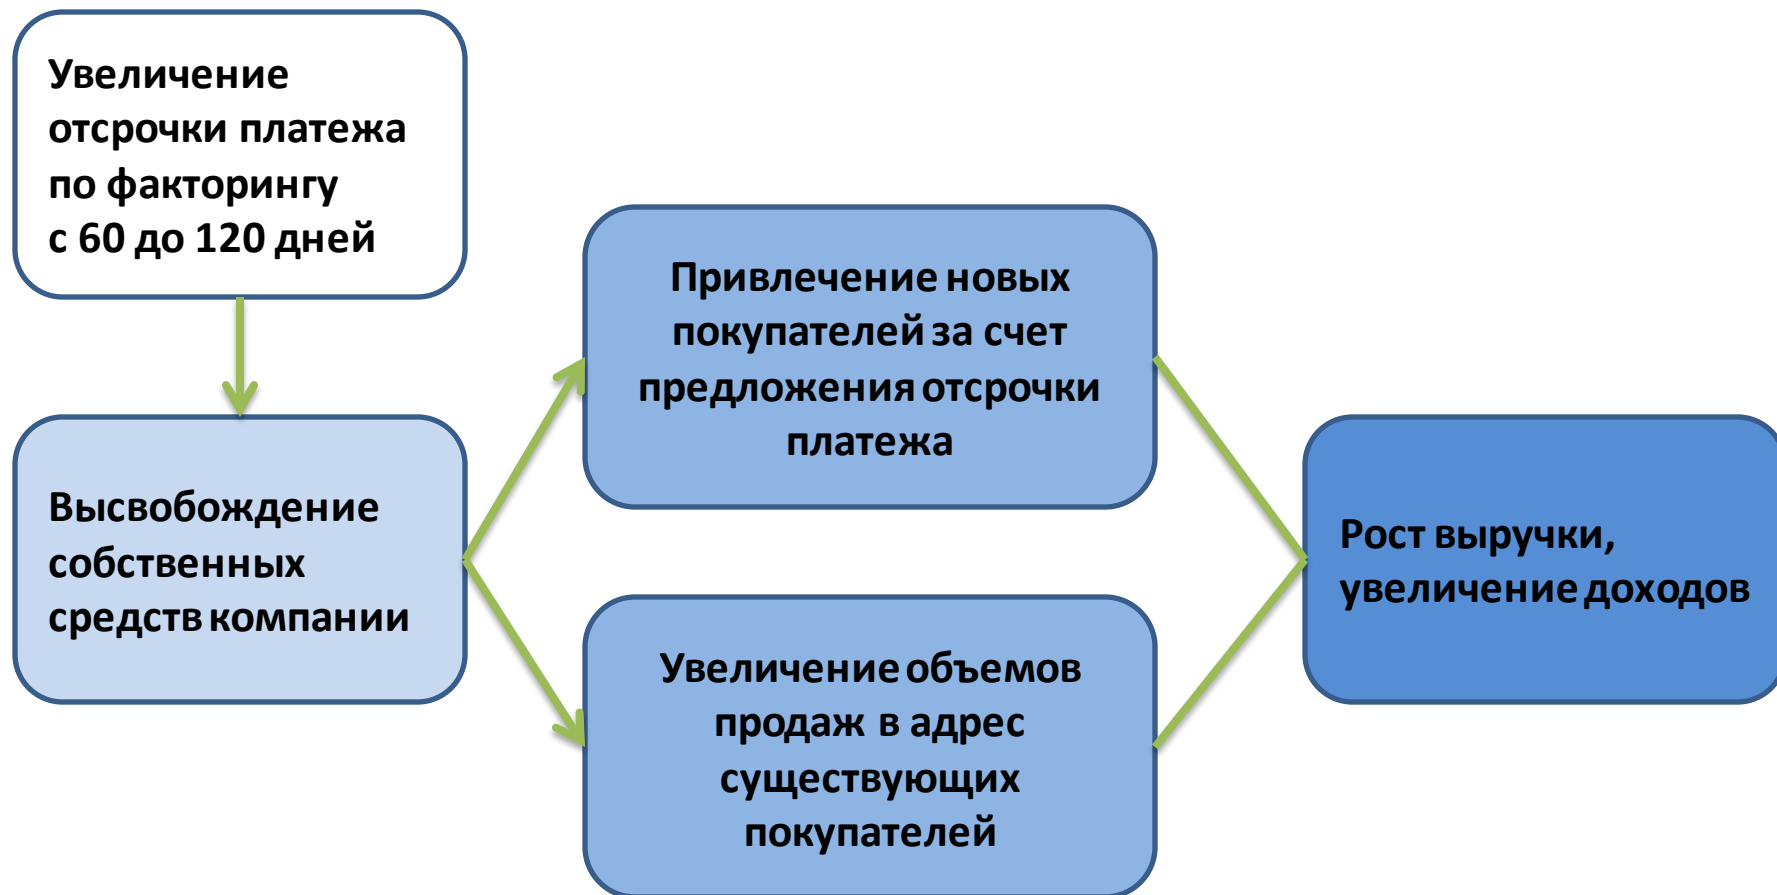 Увеличение
отсрочки платежа
по факторингу
с 60 до 120 дней
Высвобождение
собственных
средств компании
Привлечение новых
покупателей за счет
предложения отсрочки
платежа
Увеличение объемов
продаж в адрес
существующих
покупателей
Рост выручки,
увеличение доходов